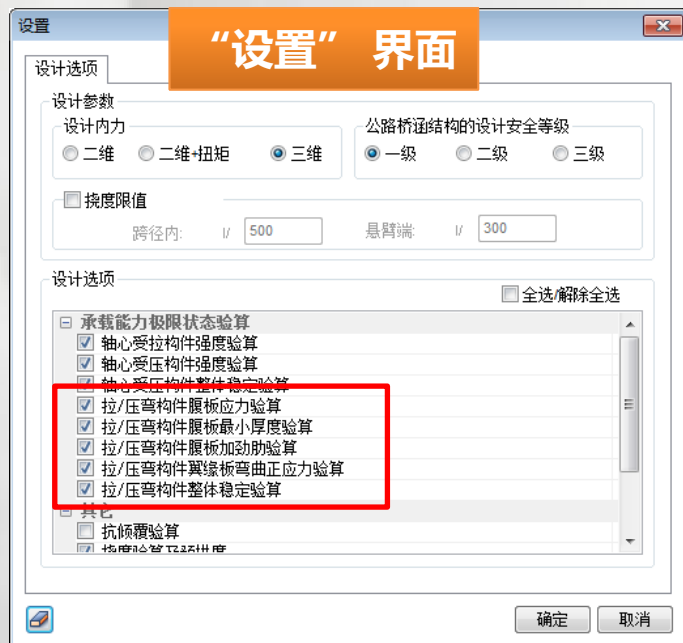 设置
“设置” 界面
设计选项
设计参数
设计内力
二维 二维+扭矩 三维
公路桥涵结构的设计安全等级
一级 二级 三级
挠度限值
跨径内: l/ 500
悬臂端: l/ 300
设计选项
全选/解除全选
承载能力极限状态验算
轴心受拉构件强度验算
轴心受压构件强度验算
轴心受压构件整体稳定验算
拉/压弯构件腹板应力验算
拉/压弯构件腹板最小厚度验算
拉/压弯构件腹板加劲肋验算
拉/压弯构件翼缘板弯曲正应力验算
拉/压弯构件整体稳定验算
其它
抗倾覆验算
挠度验算及预拱度
确定 取消